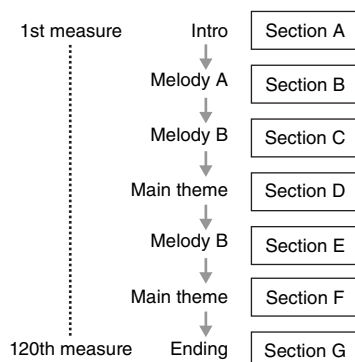 1st measure Intro Section A
Melody A Section B
Melody B Section C
Main theme Section D
Melody B Section E
Main theme Section F
120th measure Ending Section G